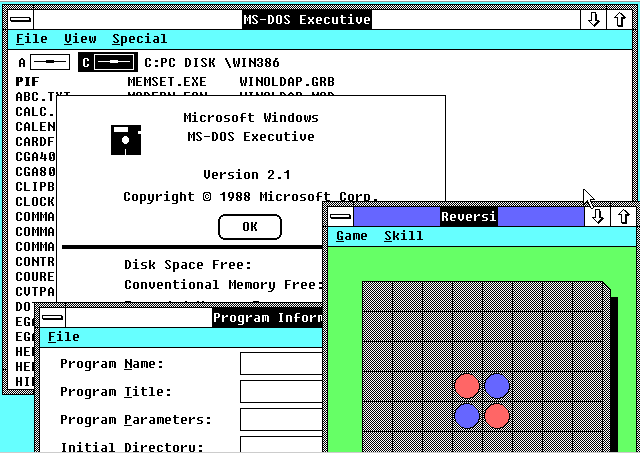 MS-DOS Executive
File View Special
A C C:PC DISK \WIN386
PIF MEMSET.EXE WINOLDAP.GRB
ABC.TXT
CALC.
CALEN
CARDF
CGA40
CGA80
CLIPB
CLOCK
COMMA
COMMA
COMMA
CONTR
COURE
CVTPA
DO
EG
EG
HE
HE
HI
Microsoft Windows
MS-DOS Executive
Version 2.1
Copyright © 1988 Microsoft Corp.
OK
Disk Space Free:
Conventional Memory Free:
Program Inform
File
Program Name:
Program Title:
Program Parameters:
Initial Directory:
Reversi
Game Skill